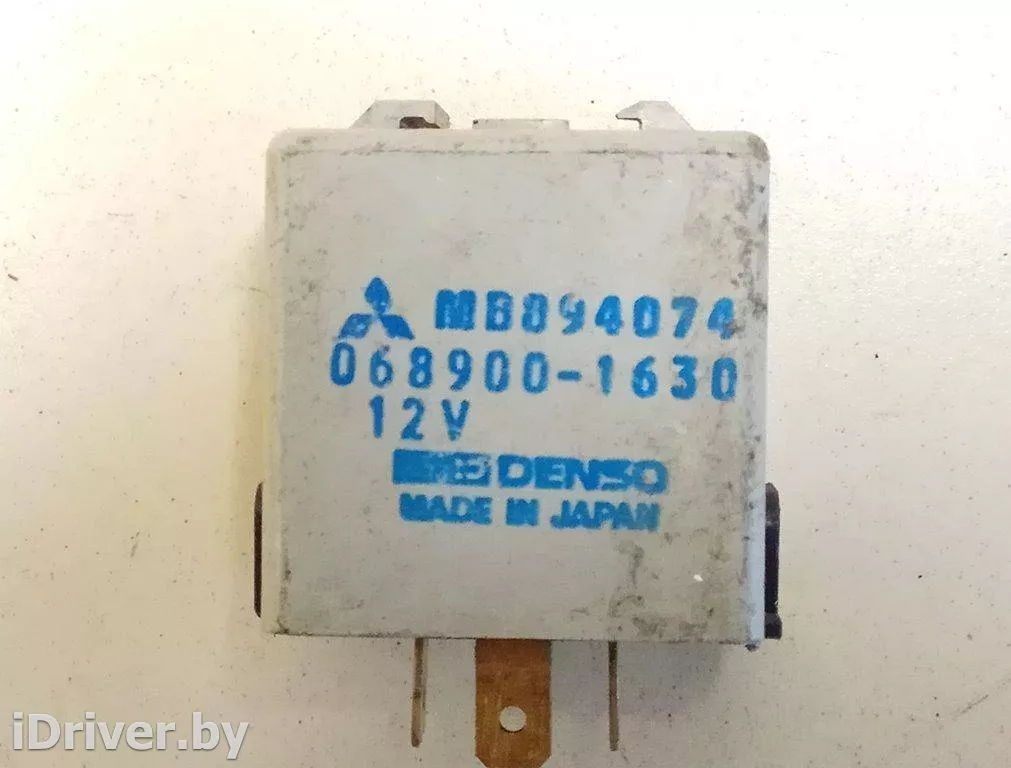 MB894074
068900-1630
12V
DENSO
MADE IN JAPAN
iDriver.by